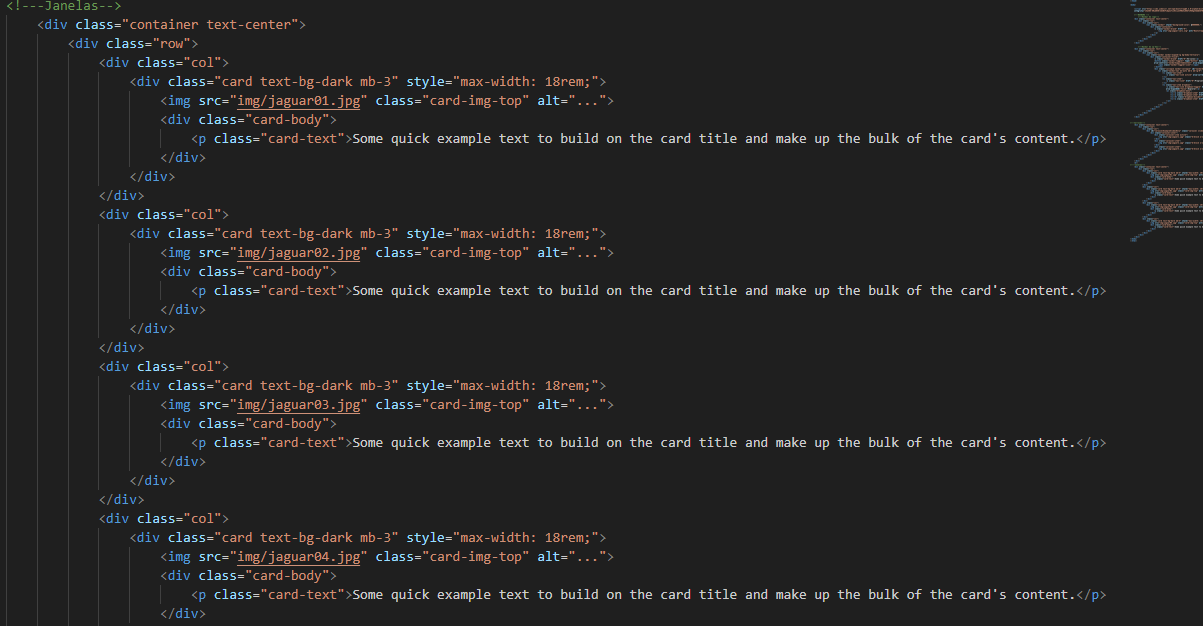 <!---Janelas-->
<div class="container text-center">
<div class="row">
<div class="col">
<div class="card text-bg-dark mb-3" style="max-width: 18rem;">
<img src="img/jaguar01.jpg" class="card-img-top" alt="...">
<div class="card-body">
<p class="card-text">Some quick example text to build on the card title and make up the bulk of the card's content.</p>
</div>
</div>
</div>
<div class="col">
<div class="card text-bg-dark mb-3" style="max-width: 18rem;">
<img src="img/jaguar02.jpg" class="card-img-top" alt="...">
<div class="card-body">
<p class="card-text">Some quick example text to build on the card title and make up the bulk of the card's content.</p>
</div>
</div>
</div>
<div class="col">
<div class="card text-bg-dark mb-3" style="max-width: 18rem;">
<img src="img/jaguar03.jpg" class="card-img-top" alt="...">
<div class="card-body">
<p class="card-text">Some quick example text to build on the card title and make up the bulk of the card's content.</p>
</div>
</div>
</div>
<div class="col">
<div class="card text-bg-dark mb-3" style="max-width: 18rem;">
<img src="img/jaguar04.jpg" class="card-img-top" alt="...">
<div class="card-body">
<p class="card-text">Some quick example text to build on the card title and make up the bulk of the card's content.</p>
</div>